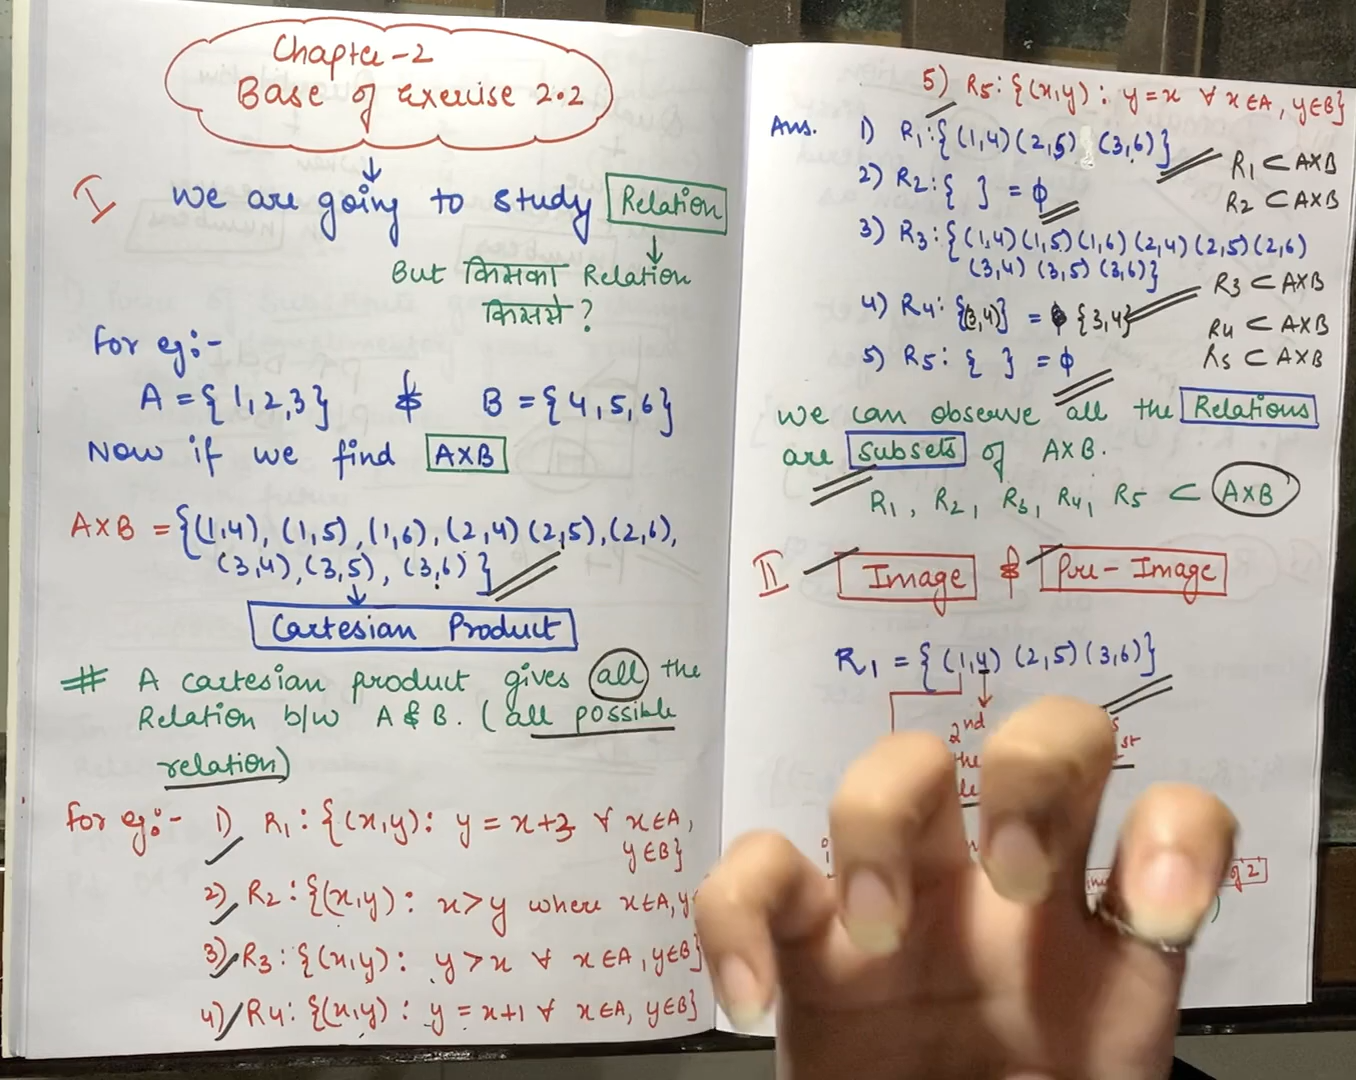 Chapter-2
Base of Exercise 2.2
I we are going to study Relation
But किसका Relation
किससे ?
For eg:-
A = {1,2,3} & B = {4,5,6}
Now if we find A×B
A×B = {(1,4), (1,5), (1,6), (2,4) (2,5), (2,6),
(3,4), (3,5), (3,6)}
Cartesian Product
# A cartesian product gives all the
Relation b/w A & B. (all possible
relation)
For eg:- 1) R1 : {(x,y): y = x+3 ∀ x∈A,
y∈B}
2) R2 : {(x,y): x>y where x∈A, y
3) R3 : {(x,y): y>x ∀ x∈A, y∈B}
4) R4: {(x,y): y = x+1 ∀ x∈A, y∈B}
5) R5: {(x,y): y=x ∀ x∈A, y∈B}
Ans. 1) R1:{(1,4) (2,5) (3,6)}
R1 ⊂ A×B
2) R2:{ } = ϕ
R2 ⊂ A×B
3) R3:{(1,4)(1,5)(1,6)(2,4)(2,5)(2,6)
(3,4) (3,5) (3,6)}
R3 ⊂ A×B
4) R4: {(3,4)} = {3,4}
R4 ⊂ A×B
5) R5: { } = ϕ
R5 ⊂ A×B
we can observe all the Relations
are Subsets of A×B.
R1, R2, R3, R4, R5 ⊂ A×B
II Image & Pre-Image
R1 = {(1,4) (2,5) (3,6)}
2nd
st